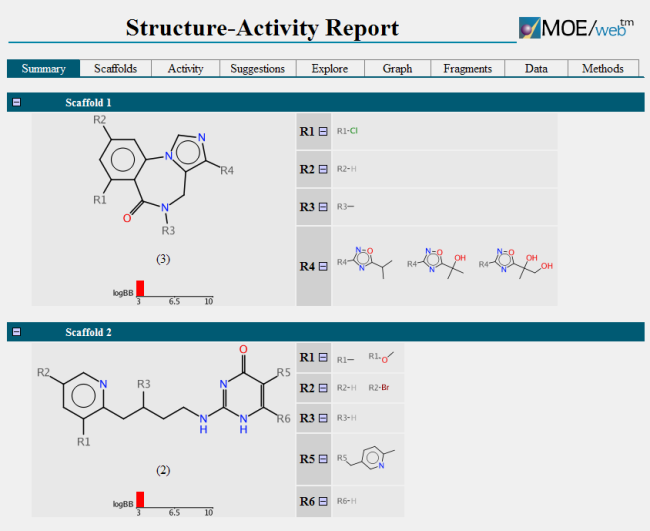 Structure-Activity Report
MOE/web™
Summary Scaffolds Activity Suggestions Explore Graph Fragments Data Methods
Scaffold 1
R2
N
N
R4
R1
O
N
R3
(3)
logBB
3 6.5 10
R1 R1-Cl
R2 R2-H
R3 R3
R4 R4 N O N R4 N O N OH R4 N O N OH OH
Scaffold 2
R2
N
R3
R1
O
N
R5
R6
N
H
N
H
(2)
logBB
3 6.5 10
R1 R1 R1 O
R2 R2-H R2-Br
R3 R3-H
R5 R5 N
R6 R6-H